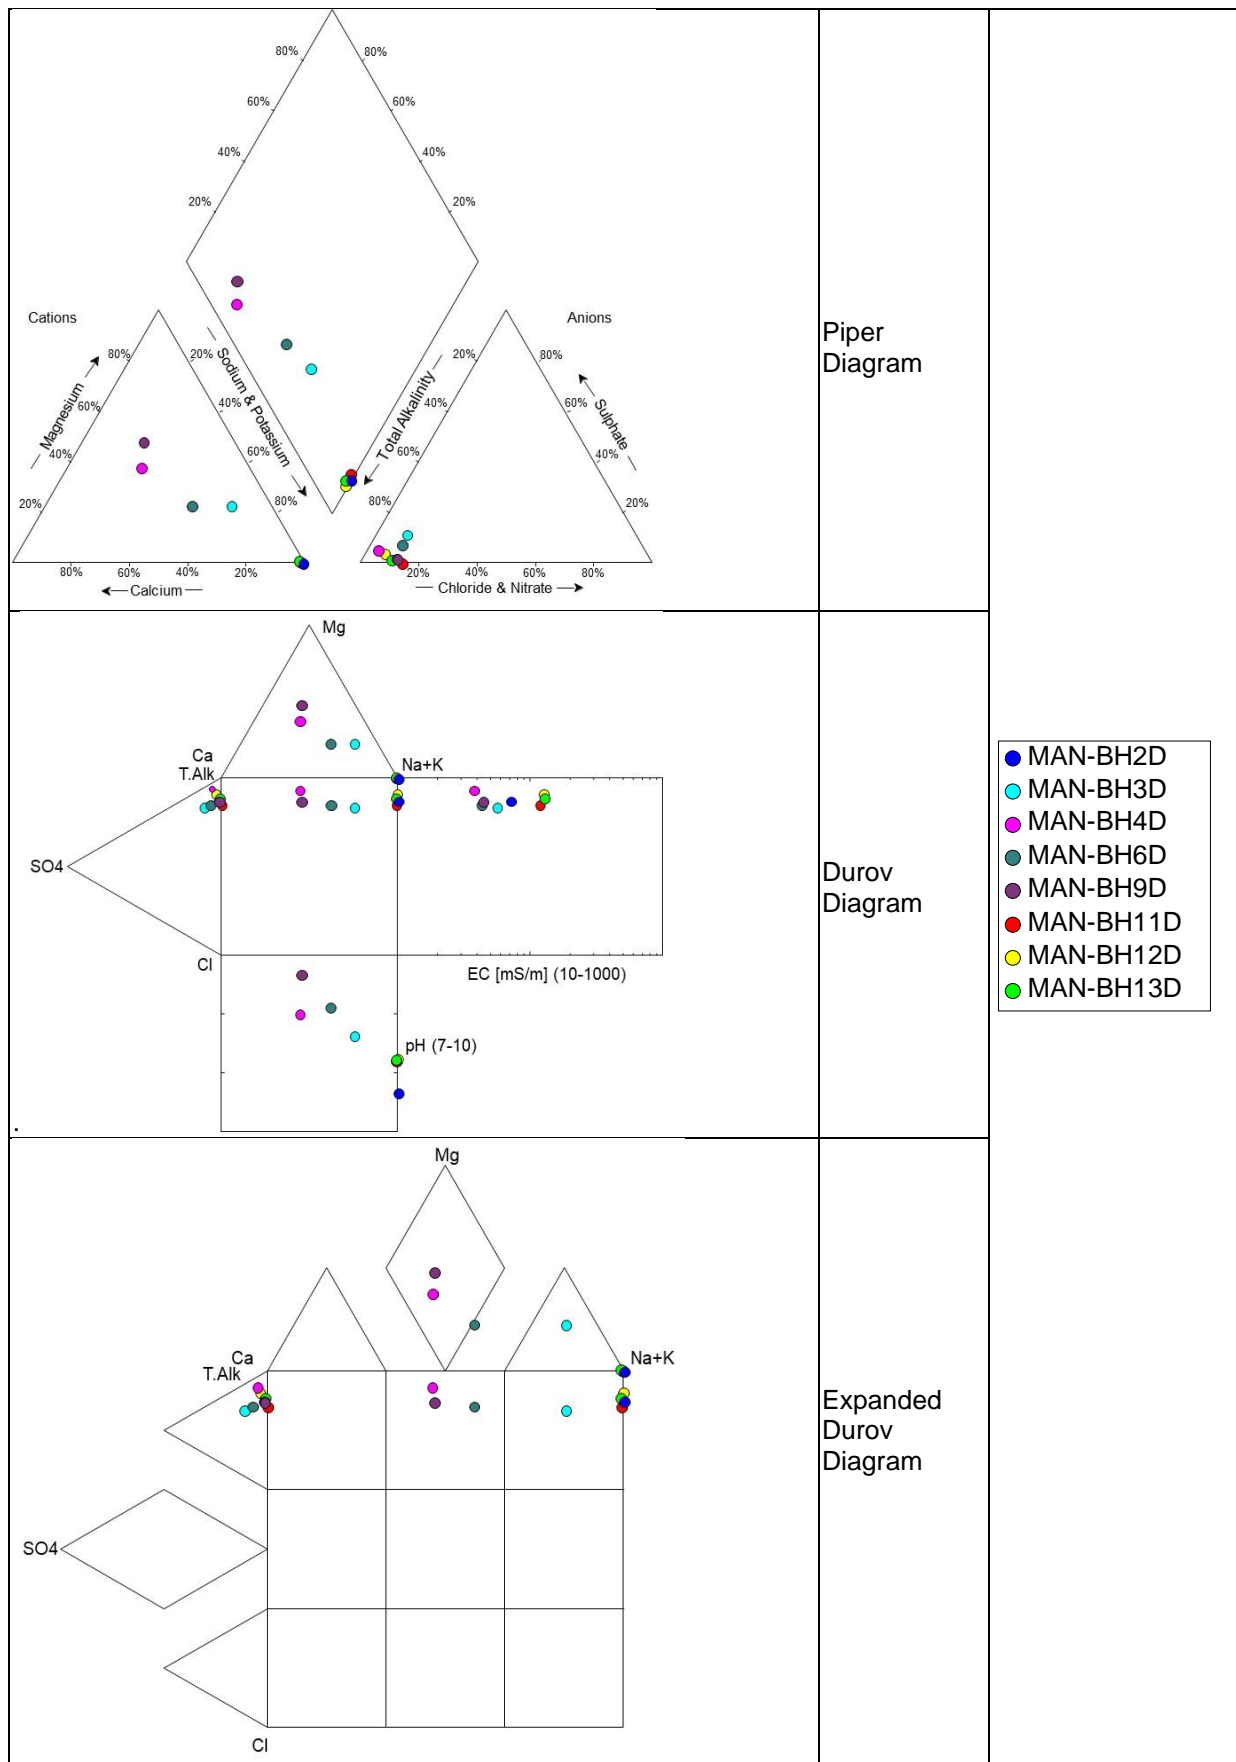 80%
80%
60%
60%
40%
40%
20%
20%
Cations
Anions
Magnesium
Sodium & Potassium
Total Alkalinity
Sulphate
80%
20%
20%
80%
60%
40%
40%
60%
40%
60%
60%
40%
20%
80%
80%
20%
80%
60%
40%
20%
20%
40%
60%
80%
Calcium
Chloride & Nitrate
Piper
Diagram
Mg
Ca
T.Alk
Na+K
SO4
Cl
EC [mS/m] (10-1000)
pH (7-10)
.
Durov
Diagram
MAN-BH2D
MAN-BH3D
MAN-BH4D
MAN-BH6D
MAN-BH9D
MAN-BH11D
MAN-BH12D
MAN-BH13D
Mg
Ca
T.Alk
Na+K
SO4
Cl
Expanded
Durov
Diagram